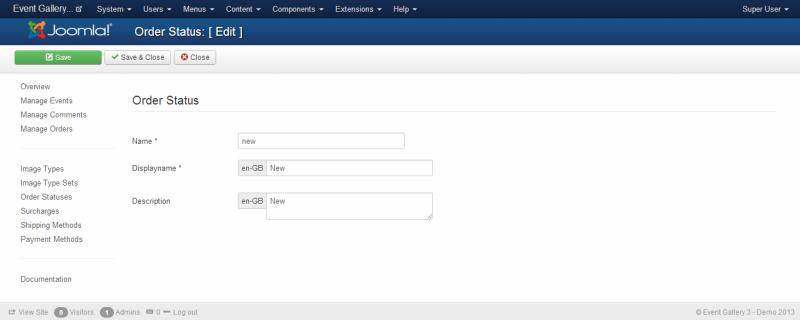 Event Gallery... System Users Menus Content Components Extensions Help Super User
Joomla!® Order Status: [ Edit ]
Save Save & Close Close
Overview
Manage Events
Manage Comments
Manage Orders
Image Types
Image Type Sets
Order Statuses
Surcharges
Shipping Methods
Payment Methods
Documentation
Order Status
Name * new
Displayname * en-GB New
Description en-GB New
View Site 0 Visitors 1 Admins 0 Log out © Event Gallery 3 - Demo 2013